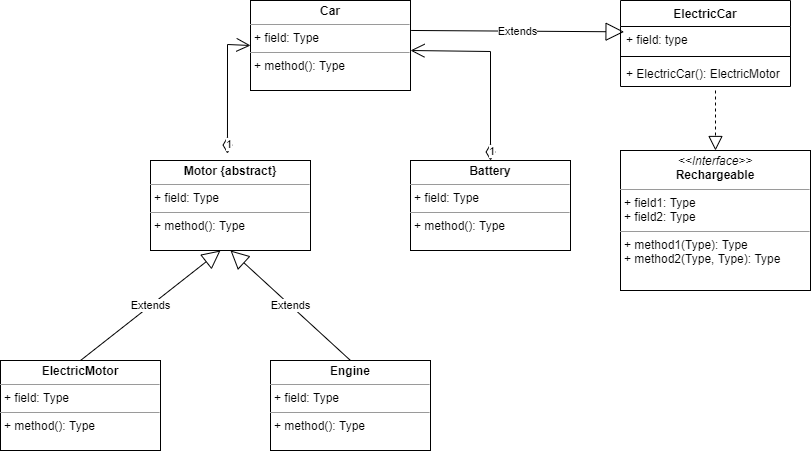 Car
+ field: Type
+ method(): Type
Extends
ElectricCar
+ field: type
+ ElectricCar(): ElectricMotor
1
1
Motor {abstract}
+ field: Type
+ method(): Type
Battery
+ field: Type
+ method(): Type
<<Interface>>
Rechargeable
+ field1: Type
+ field2: Type
+ method1(Type): Type
+ method2(Type, Type): Type
Extends
Extends
ElectricMotor
+ field: Type
+ method(): Type
Engine
+ field: Type
+ method(): Type